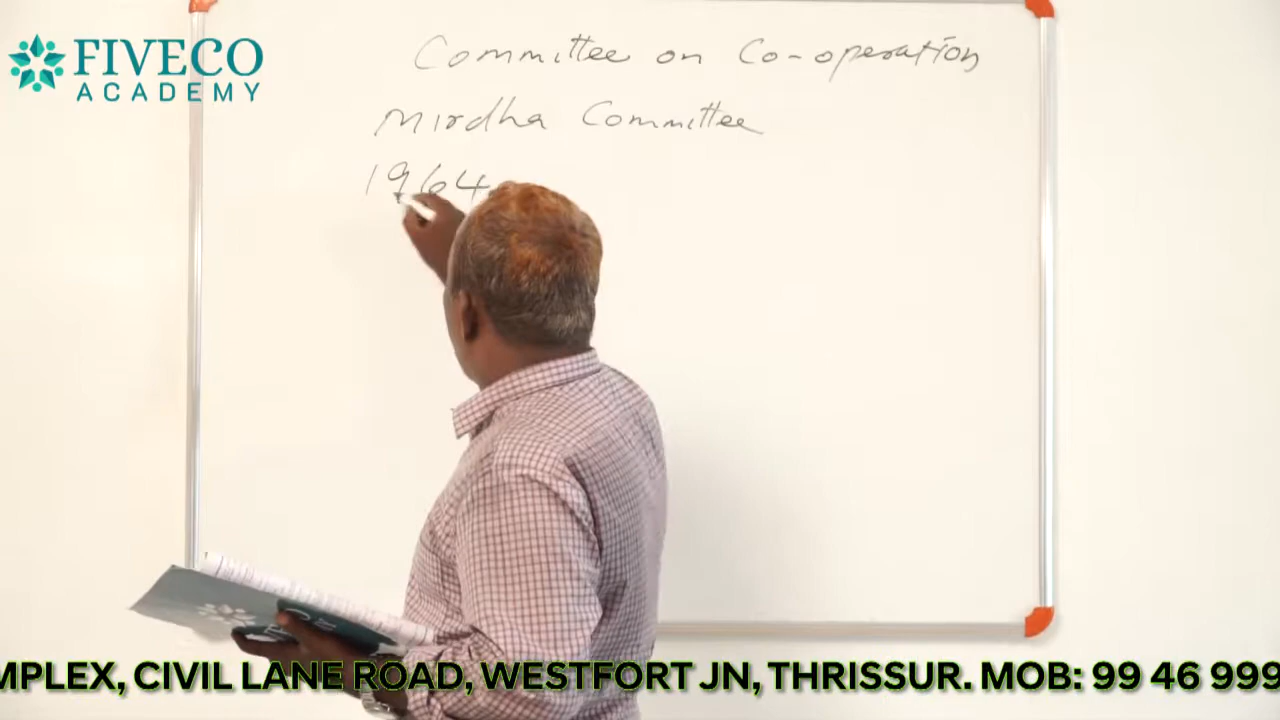 FIVECO
ACADEMY
Committee on Co-operation
Mirdha Committee
1964
MPLEX, CIVIL LANE ROAD, WESTFORT JN, THRISSUR. MOB: 99 46 999